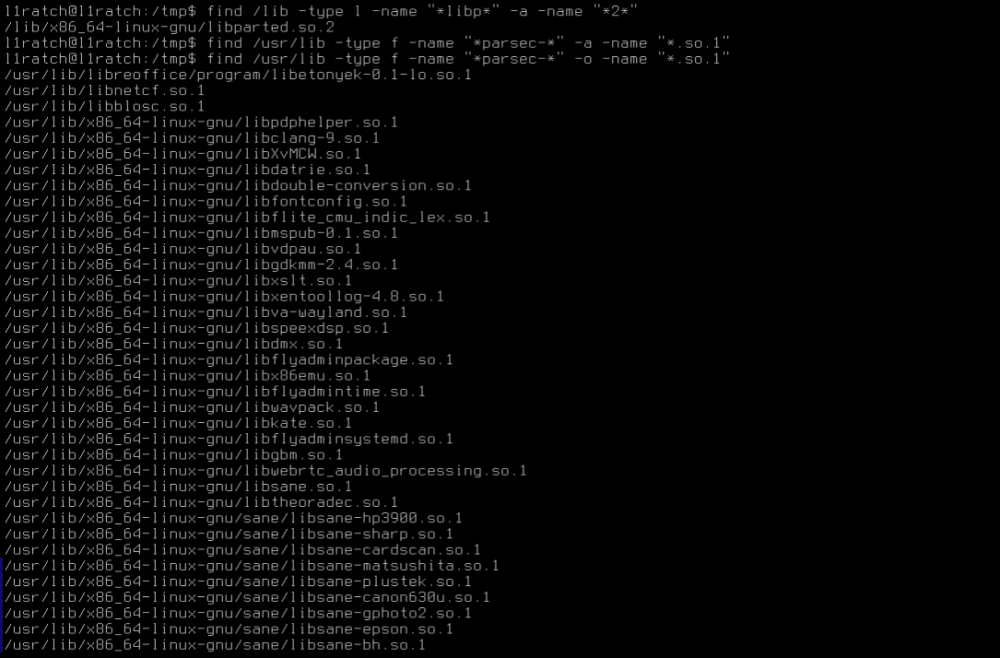 l1ratch@l1ratch:/tmp$ find /lib -type l -name "*libp*" -a -name "*2*"
/lib/x86_64-linux-gnu/libparted.so.2
l1ratch@l1ratch:/tmp$ find /usr/lib -type f -name "*parsec-*" -a -name "*.so.1"
l1ratch@l1ratch:/tmp$ find /usr/lib -type f -name "*parsec-*" -o -name "*.so.1"
/usr/lib/libreoffice/program/libetonyek-0.1-lo.so.1
/usr/lib/libnetcf.so.1
/usr/lib/libblosc.so.1
/usr/lib/x86_64-linux-gnu/libpdphelper.so.1
/usr/lib/x86_64-linux-gnu/libclang-9.so.1
/usr/lib/x86_64-linux-gnu/libXvMCW.so.1
/usr/lib/x86_64-linux-gnu/libdatrie.so.1
/usr/lib/x86_64-linux-gnu/libdouble-conversion.so.1
/usr/lib/x86_64-linux-gnu/libfontconfig.so.1
/usr/lib/x86_64-linux-gnu/libflite_cmu_indic_lex.so.1
/usr/lib/x86_64-linux-gnu/libmspub-0.1.so.1
/usr/lib/x86_64-linux-gnu/libvdpau.so.1
/usr/lib/x86_64-linux-gnu/libgdkmm-2.4.so.1
/usr/lib/x86_64-linux-gnu/libxslt.so.1
/usr/lib/x86_64-linux-gnu/libxentoollog-4.8.so.1
/usr/lib/x86_64-linux-gnu/libva-wayland.so.1
/usr/lib/x86_64-linux-gnu/libspeexdsp.so.1
/usr/lib/x86_64-linux-gnu/libdmx.so.1
/usr/lib/x86_64-linux-gnu/libflyadminpackage.so.1
/usr/lib/x86_64-linux-gnu/libx86emu.so.1
/usr/lib/x86_64-linux-gnu/libflyadmintime.so.1
/usr/lib/x86_64-linux-gnu/libwavpack.so.1
/usr/lib/x86_64-linux-gnu/libkate.so.1
/usr/lib/x86_64-linux-gnu/libflyadminsystemd.so.1
/usr/lib/x86_64-linux-gnu/libgbm.so.1
/usr/lib/x86_64-linux-gnu/libwebrtc_audio_processing.so.1
/usr/lib/x86_64-linux-gnu/libsane.so.1
/usr/lib/x86_64-linux-gnu/libtheoradec.so.1
/usr/lib/x86_64-linux-gnu/sane/libsane-hp3900.so.1
/usr/lib/x86_64-linux-gnu/sane/libsane-sharp.so.1
/usr/lib/x86_64-linux-gnu/sane/libsane-cardscan.so.1
/usr/lib/x86_64-linux-gnu/sane/libsane-matsushita.so.1
/usr/lib/x86_64-linux-gnu/sane/libsane-plustek.so.1
/usr/lib/x86_64-linux-gnu/sane/libsane-canon630u.so.1
/usr/lib/x86_64-linux-gnu/sane/libsane-gphoto2.so.1
/usr/lib/x86_64-linux-gnu/sane/libsane-epson.so.1
/usr/lib/x86_64-linux-gnu/sane/libsane-bh.so.1